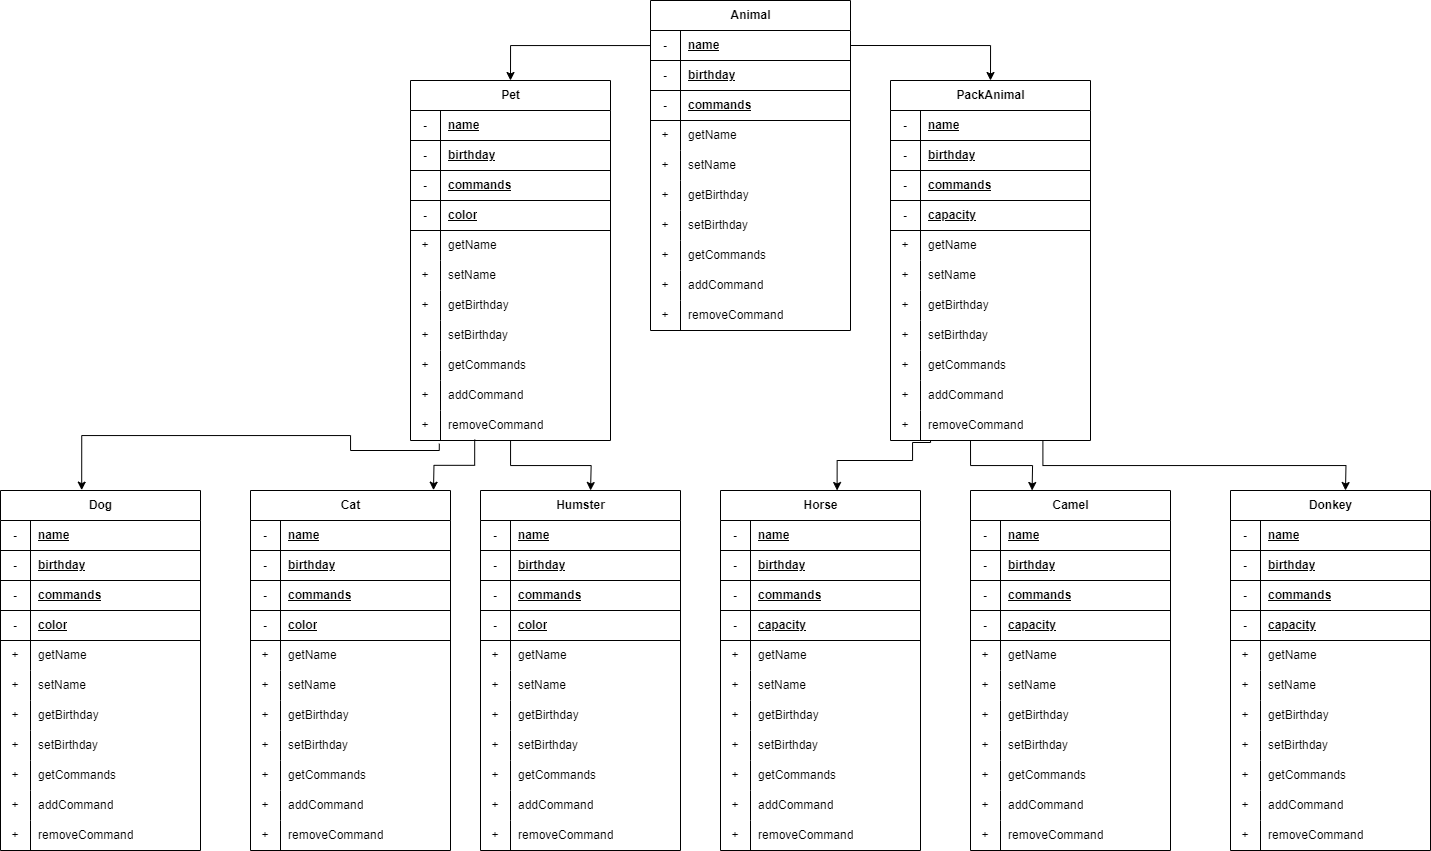 Animal
- name
- birthday
- commands
+ getName
+ setName
+ getBirthday
+ setBirthday
+ getCommands
+ addCommand
+ removeCommand
Pet
- name
- birthday
- commands
- color
+ getName
+ setName
+ getBirthday
+ setBirthday
+ getCommands
+ addCommand
+ removeCommand
PackAnimal
- name
- birthday
- commands
- capacity
+ getName
+ setName
+ getBirthday
+ setBirthday
+ getCommands
+ addCommand
+ removeCommand
Dog
- name
- birthday
- commands
- color
+ getName
+ setName
+ getBirthday
+ setBirthday
+ getCommands
+ addCommand
+ removeCommand
Cat
- name
- birthday
- commands
- color
+ getName
+ setName
+ getBirthday
+ setBirthday
+ getCommands
+ addCommand
+ removeCommand
Humster
- name
- birthday
- commands
- color
+ getName
+ setName
+ getBirthday
+ setBirthday
+ getCommands
+ addCommand
+ removeCommand
Horse
- name
- birthday
- commands
- capacity
+ getName
+ setName
+ getBirthday
+ setBirthday
+ getCommands
+ addCommand
+ removeCommand
Camel
- name
- birthday
- commands
- capacity
+ getName
+ setName
+ getBirthday
+ setBirthday
+ getCommands
+ addCommand
+ removeCommand
Donkey
- name
- birthday
- commands
- capacity
+ getName
+ setName
+ getBirthday
+ setBirthday
+ getCommands
+ addCommand
+ removeCommand